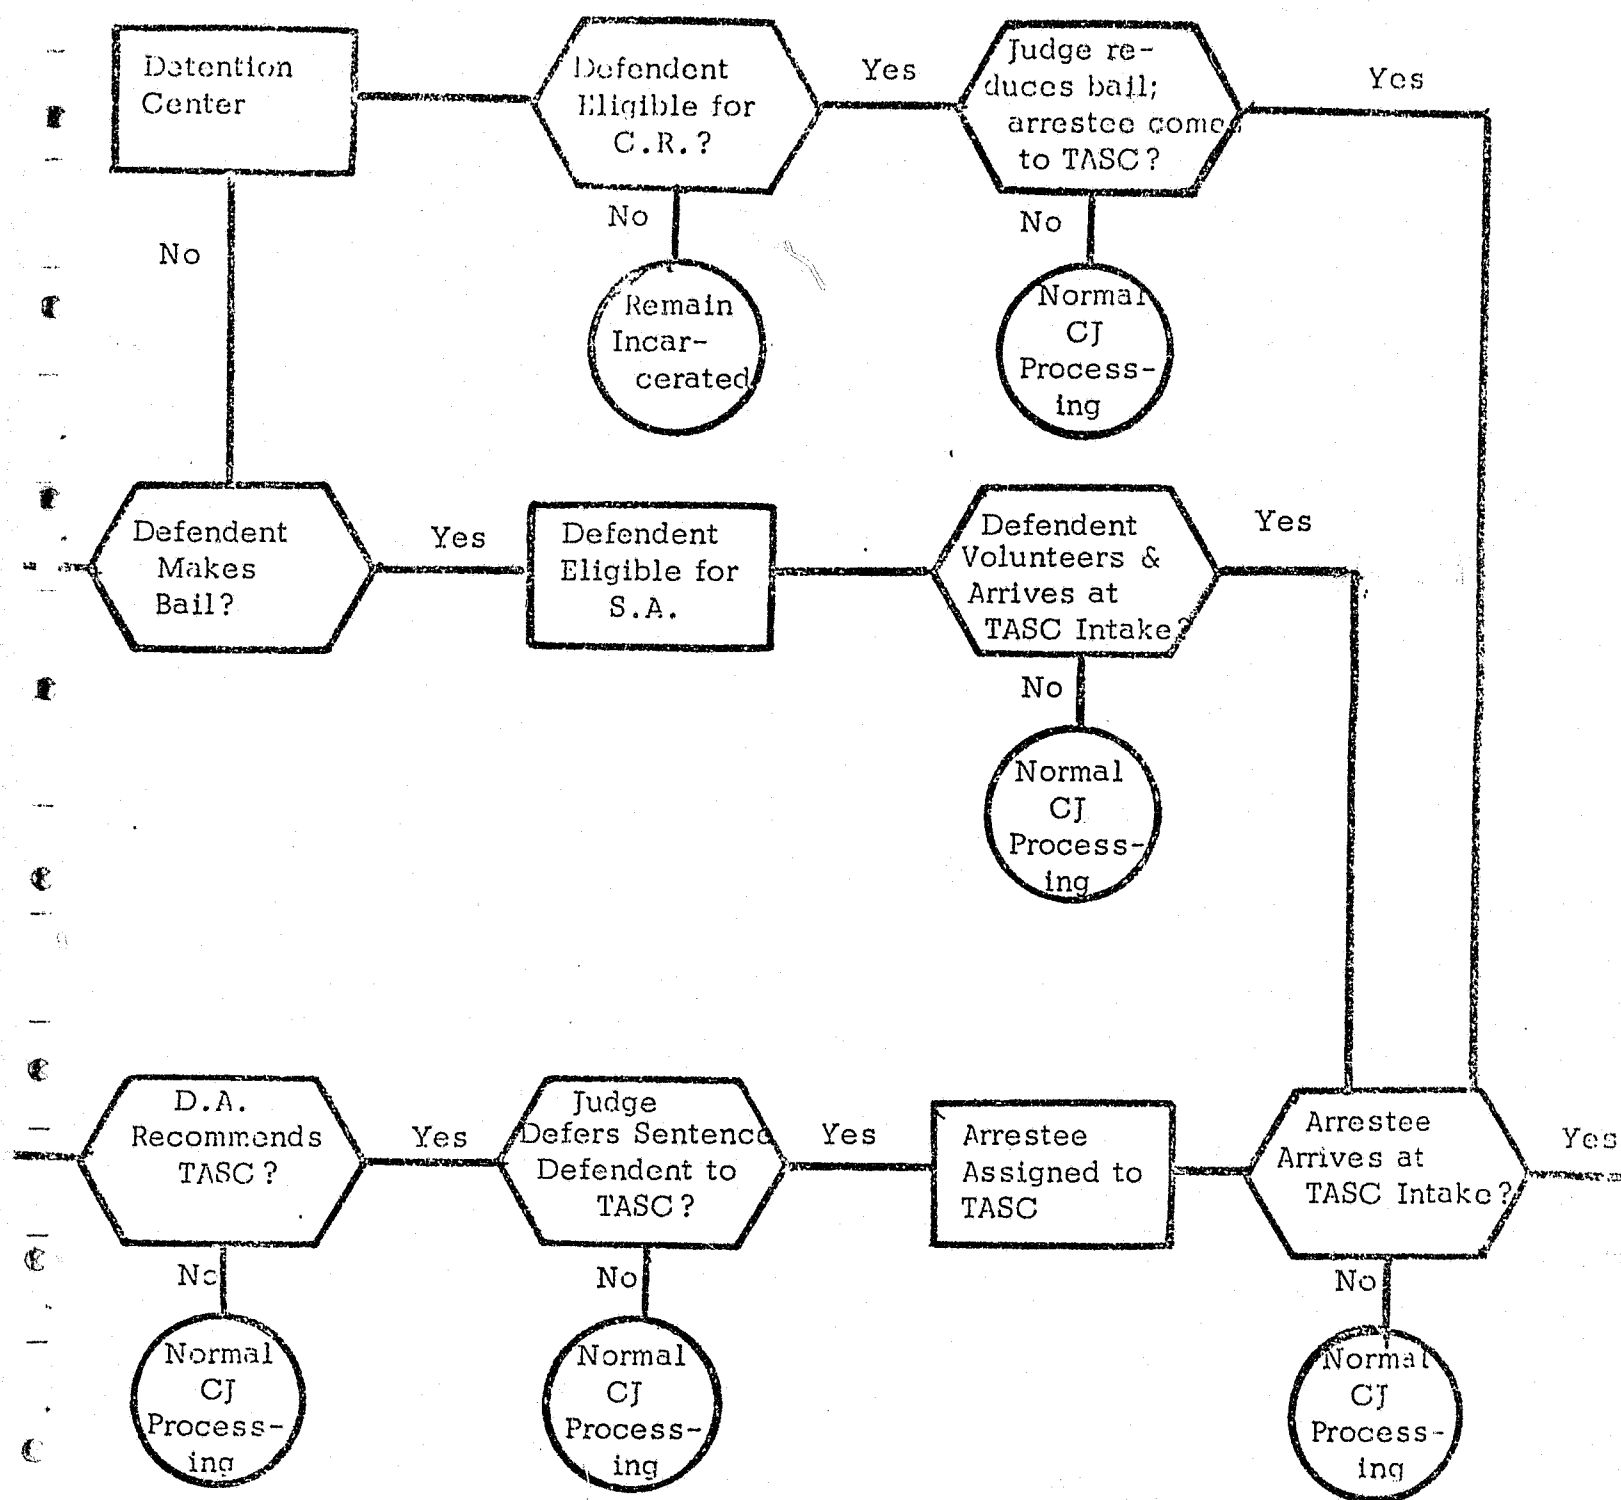 Detention
Center
Defendent
Eligible for
C.R.?
Yes
Judge re-
duces bail;
arrestee comes
to TASC?
Yes
No
No
No
Remain
Incar-
cerated
Normal
CJ
Process-
ing
Defendent
Makes
Bail?
Yes
Defendent
Eligible for
S.A.
Defendent
Volunteers &
Arrives at
TASC Intake?
Yes
No
Normal
CJ
Process-
ing
D.A.
Recommends
TASC?
Yes
Judge
Defers Sentence
Defendent to
TASC?
Yes
Arrestee
Assigned to
TASC
Arrestee
Arrives at
TASC Intake?
Yes
No
No
No
Normal
CJ
Process-
ing
Normal
CJ
Process-
ing
Normal
CJ
Process-
ing